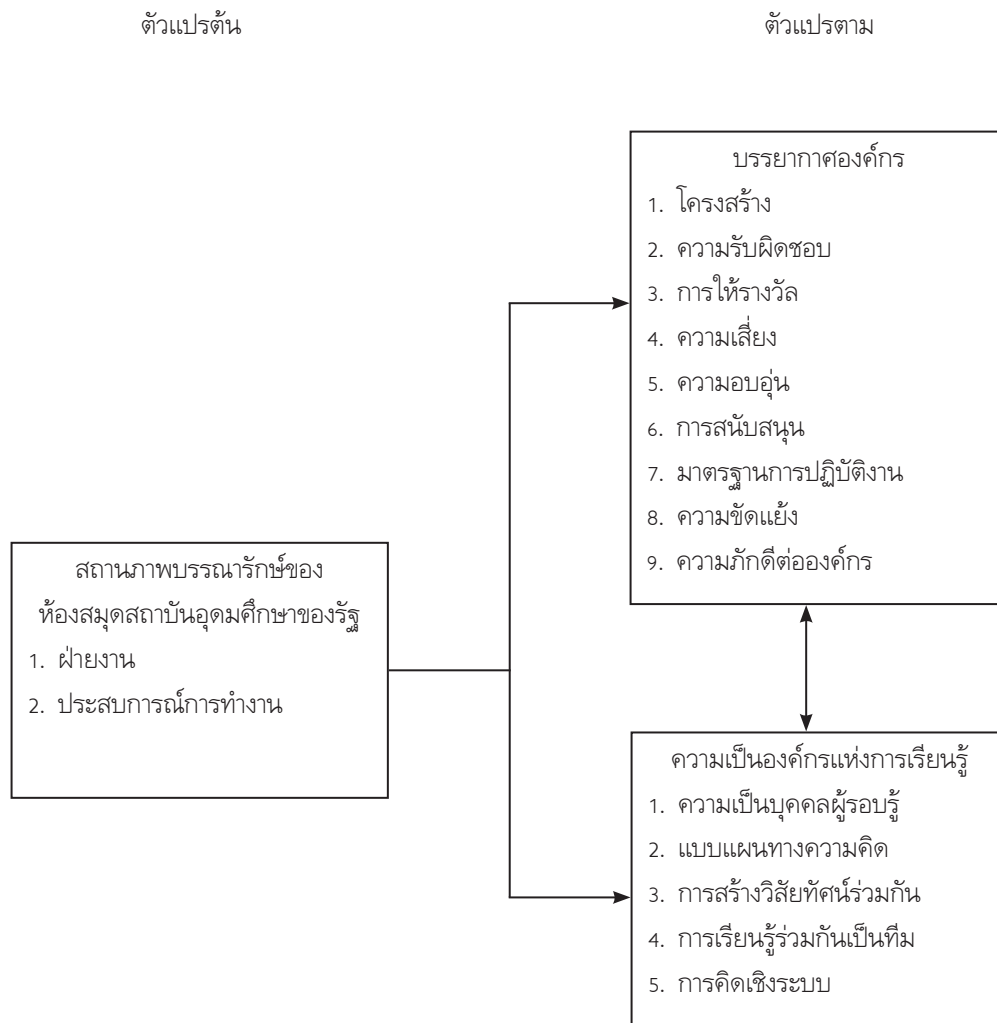 ตัวแปรต้น
ตัวแปรตาม
บรรยากาศองค์กร
1. โครงสร้าง
2. ความรับผิดชอบ
3. การให้รางวัล
4. ความเสี่ยง
5. ความอบอุ่น
6. การสนับสนุน
7. มาตรฐานการปฏิบัติงาน
8. ความขัดแย้ง
9. ความภักดีต่อองค์กร
สถานภาพบรรณารักษ์ของ
ห้องสมุดสถาบันอุดมศึกษาของรัฐ
1. ฝ่ายงาน
2. ประสบการณ์การทำงาน
ความเป็นองค์กรแห่งการเรียนรู้
1. ความเป็นบุคคลผู้รอบรู้
2. แบบแผนทางความคิด
3. การสร้างวิสัยทัศน์ร่วมกัน
4. การเรียนรู้ร่วมกันเป็นทีม
5. การคิดเชิงระบบ